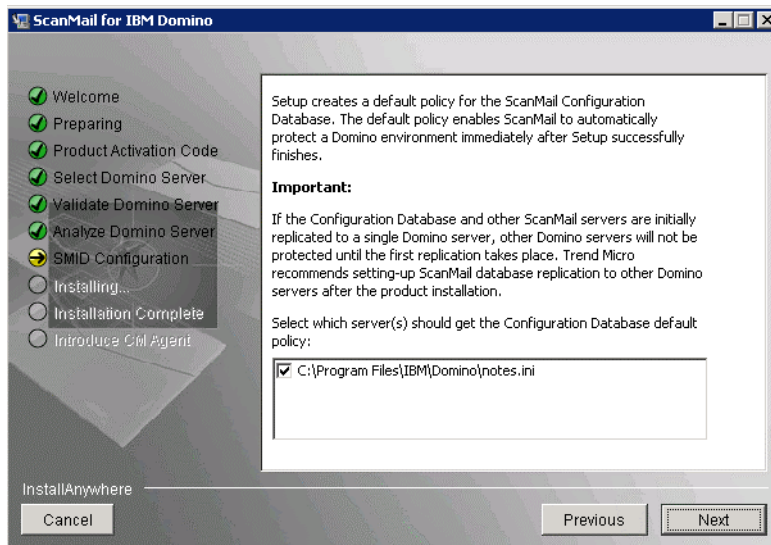 ScanMail for IBM Domino
Welcome
Preparing
Product Activation Code
Select Domino Server
Validate Domino Server
Analyze Domino Server
SMID Configuration
Installing...
Installation Complete
Introduce CM Agent
Setup creates a default policy for the ScanMail Configuration
Database. The default policy enables ScanMail to automatically
protect a Domino environment immediately after Setup successfully
finishes.
Important:
If the Configuration Database and other ScanMail servers are initially
replicated to a single Domino server, other Domino servers will not be
protected until the first replication takes place. Trend Micro
recommends setting-up ScanMail database replication to other Domino
servers after the product installation.
Select which server(s) should get the Configuration Database default
policy:
C:\Program Files\IBM\Domino\notes.ini
InstallAnywhere
Cancel
Previous
Next